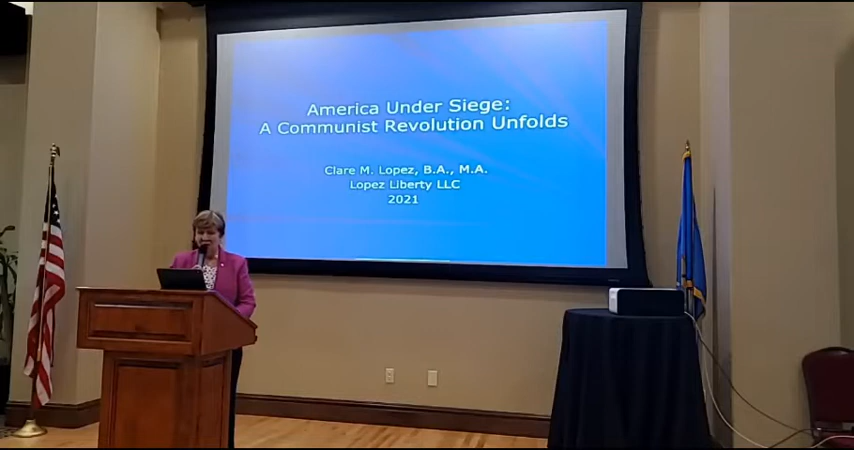 America Under Siege:
A Communist Revolution Unfolds
Clare M. Lopez, B.A., M.A.
Lopez Liberty LLC
2021